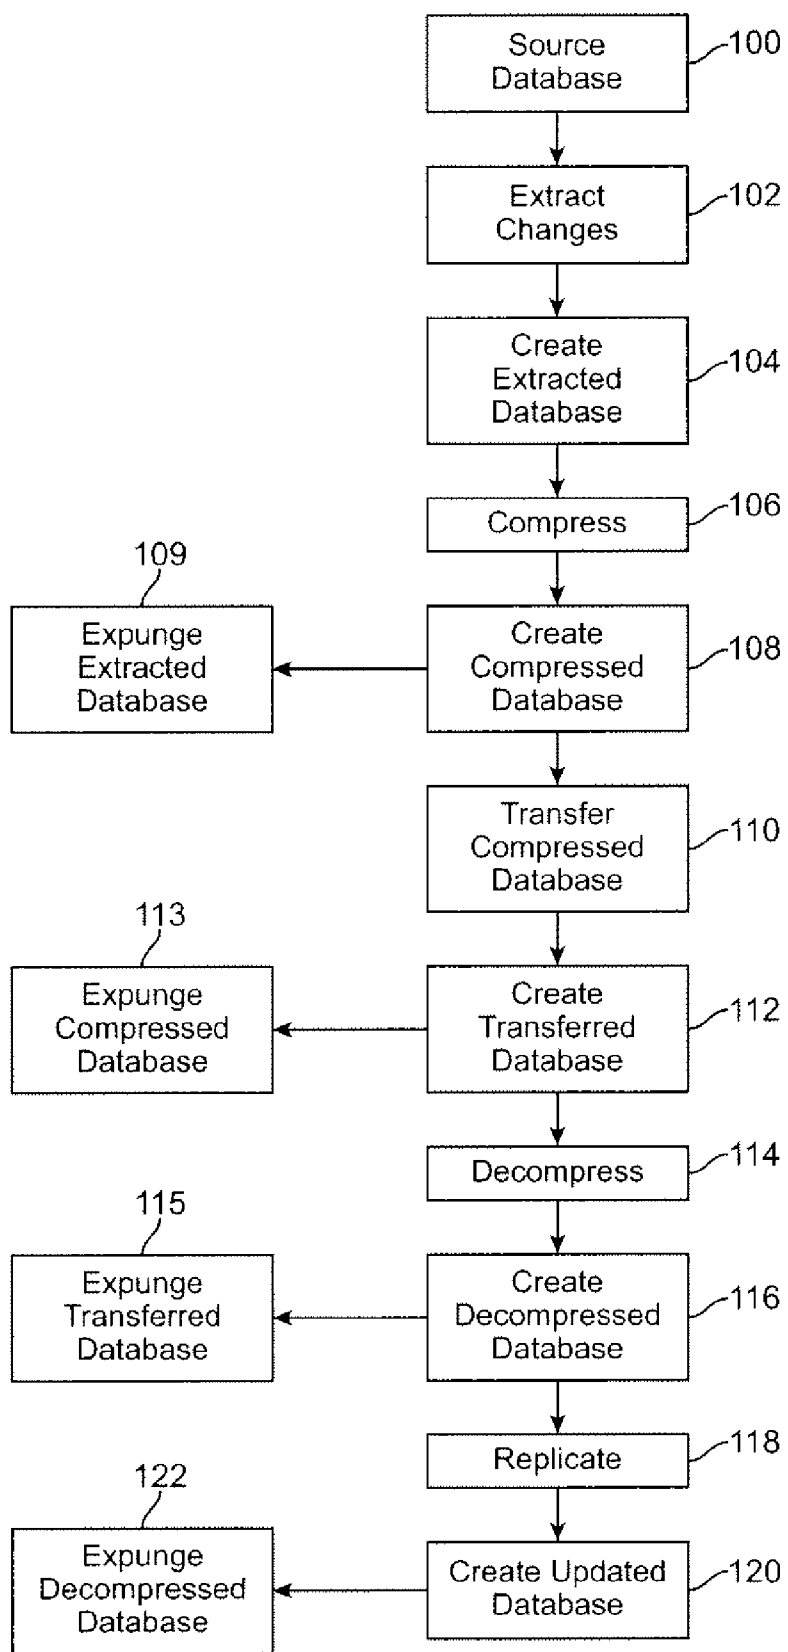 Source
Database
100
Extract
Changes
102
Create
Extracted
Database
104
Compress
106
109
Expunge
Extracted
Database
Create
Compressed
Database
108
Transfer
Compressed
Database
110
113
Expunge
Compressed
Database
Create
Transferred
Database
112
Decompress
114
115
Expunge
Transferred
Database
Create
Decompressed
Database
116
Replicate
118
122
Expunge
Decompressed
Database
Create Updated
Database
120